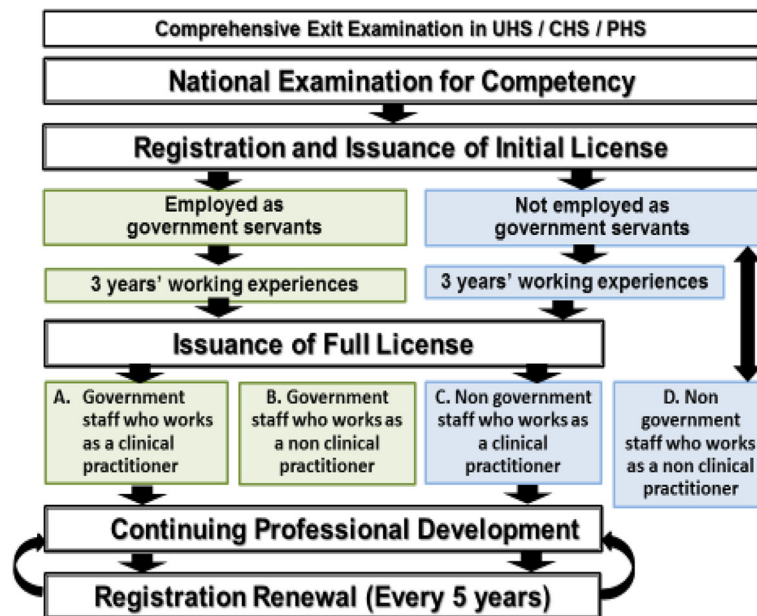 Comprehensive Exit Examination in UHS / CHS / PHS
National Examination for Competency
Registration and Issuance of Initial License
Employed as
government servants
Not employed as
government servants
3 years’ working experiences
3 years’ working experiences
Issuance of Full License
A. Government
staff who works
as a clinical
practitioner
B. Government
staff who works as
a non clinical
practitioner
C. Non government
staff who works as
a clinical
practitioner
D. Non
government
staff who works
as a non clinical
practitioner
Continuing Professional Development
Registration Renewal (Every 5 years)